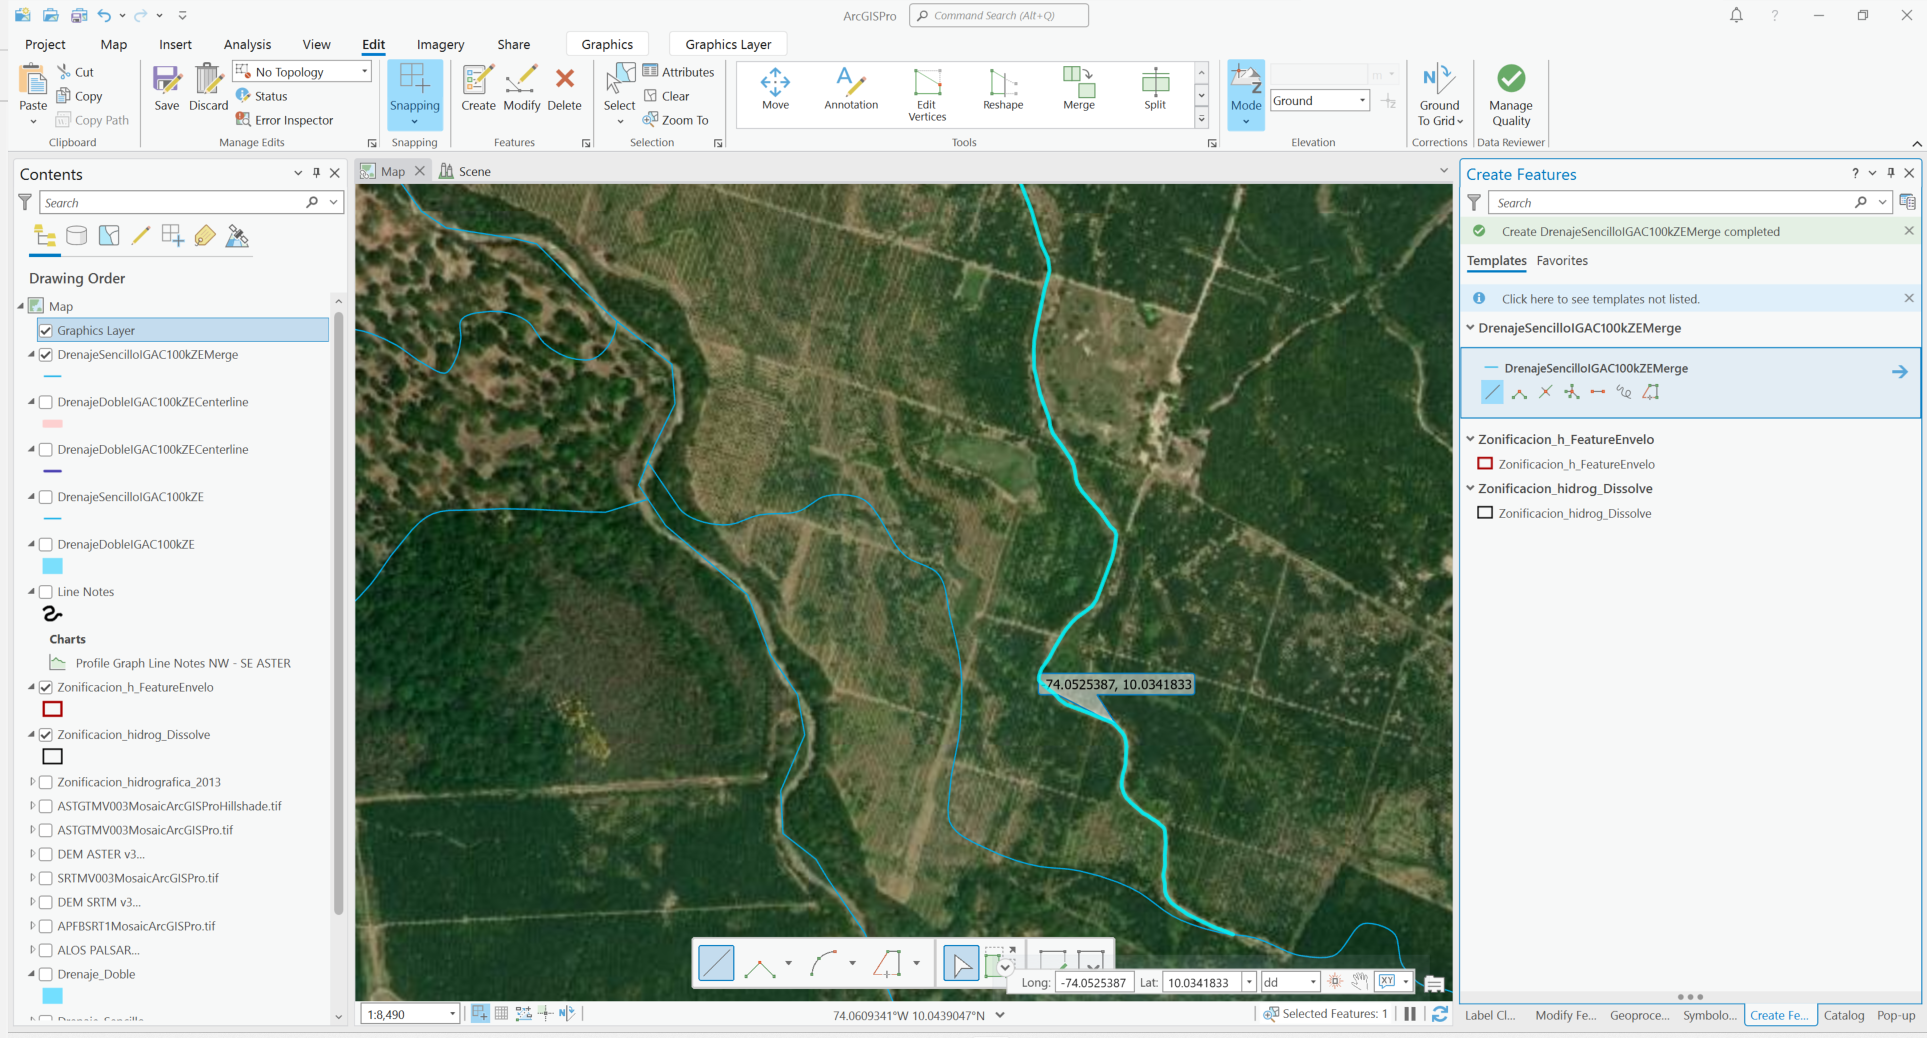 ArcGISPro
Command Search (Alt+Q)
?
Project Map Insert Analysis View Edit Imagery Share Graphics Graphics Layer
Paste
Cut
Copy
Copy Path
Clipboard
Save
Discard
No Topology
Status
Error Inspector
Manage Edits
Snapping
Snapping
Create
Modify
Delete
Features
Select
Attributes
Clear
Zoom To
Selection
Move
Annotation
Edit
Vertices
Reshape
Merge
Split
Tools
Mode
Ground
Elevation
Ground
To Grid
Corrections
Manage
Quality
Data Reviewer
Contents
Search
Drawing Order
Map
Graphics Layer
DrenajeSencilloIGAC100kZEMerge
DrenajeDobleIGAC100kZECenterline
DrenajeDobleIGAC100kZECenterline
DrenajeSencilloIGAC100kZE
DrenajeDobleIGAC100kZE
Line Notes
Charts
Profile Graph Line Notes NW - SE ASTER
Zonificacion_h_FeatureEnvelo
Zonificacion_hidrog_Dissolve
Zonificacion_hidrografica_2013
ASTGTMV003MosaicArcGISProHillshade.tif
ASTGTMV003MosaicArcGISPro.tif
DEM ASTER v3...
SRTMV003MosaicArcGISPro.tif
DEM SRTM v3...
APFBSRT1MosaicArcGISPro.tif
ALOS PALSAR...
Drenaje_Doble
Map
Scene
-74.0525387, 10.0341833
Long: -74.0525387 Lat: 10.0341833 dd XY
1:8,490
74.0609341°W 10.0439047°N
Selected Features: 1
Create Features
?
Search
Create DrenajeSencilloIGAC100kZEMerge completed
Templates Favorites
Click here to see templates not listed.
DrenajeSencilloIGAC100kZEMerge
DrenajeSencilloIGAC100kZEMerge
Zonificacion_h_FeatureEnvelo
Zonificacion_h_FeatureEnvelo
Zonificacion_hidrog_Dissolve
Zonificacion_hidrog_Dissolve
Label Cl... Modify Fe... Geoproce... Symbolo... Create Fe... Catalog Pop-up